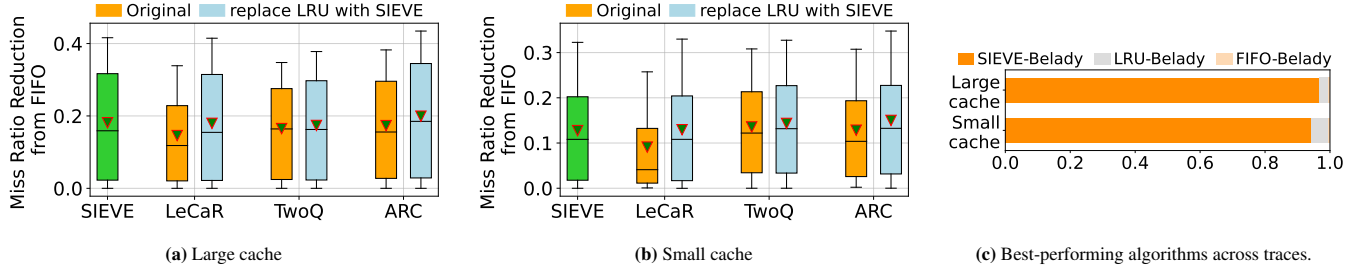 Original replace LRU with SIEVE
Miss Ratio Reduction
from FIFO
0.4
0.2
0.0
SIEVE LeCaR TwoQ ARC
(a) Large cache
Original replace LRU with SIEVE
Miss Ratio Reduction
from FIFO
0.3
0.2
0.1
0.0
SIEVE LeCaR TwoQ ARC
(b) Small cache
SIEVE-Belady LRU-Belady FIFO-Belady
Large
cache
Small
cache
0.0 0.2 0.4 0.6 0.8 1.0
(c) Best-performing algorithms across traces.